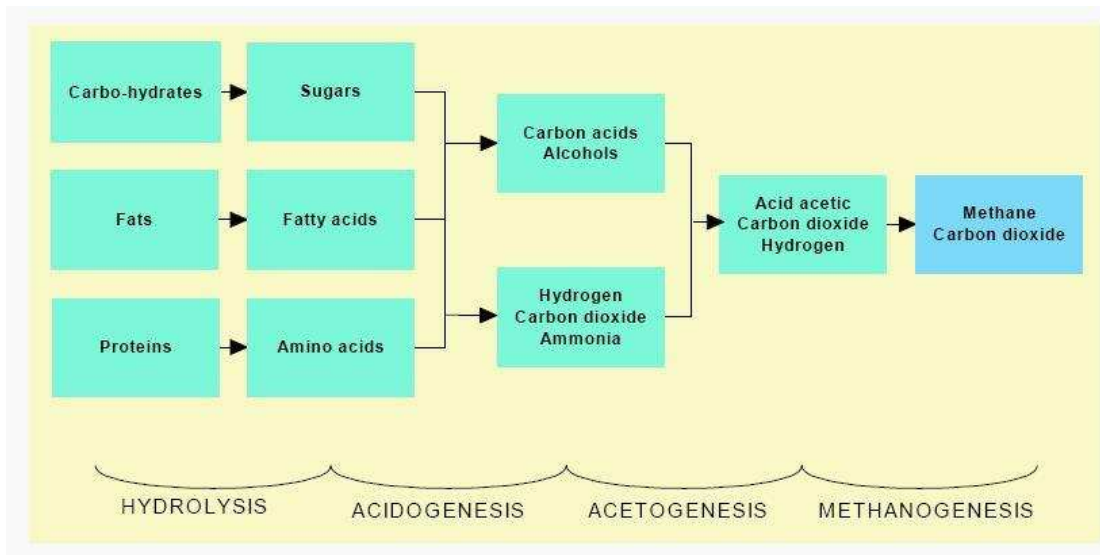 Carbo-hydrates
Sugars
Fats
Fatty acids
Proteins
Amino acids
Carbon acids
Alcohols
Hydrogen
Carbon dioxide
Ammonia
Acid acetic
Carbon dioxide
Hydrogen
Methane
Carbon dioxide
HYDROLYSIS
ACIDOGENESIS
ACETOGENESIS
METHANOGENESIS